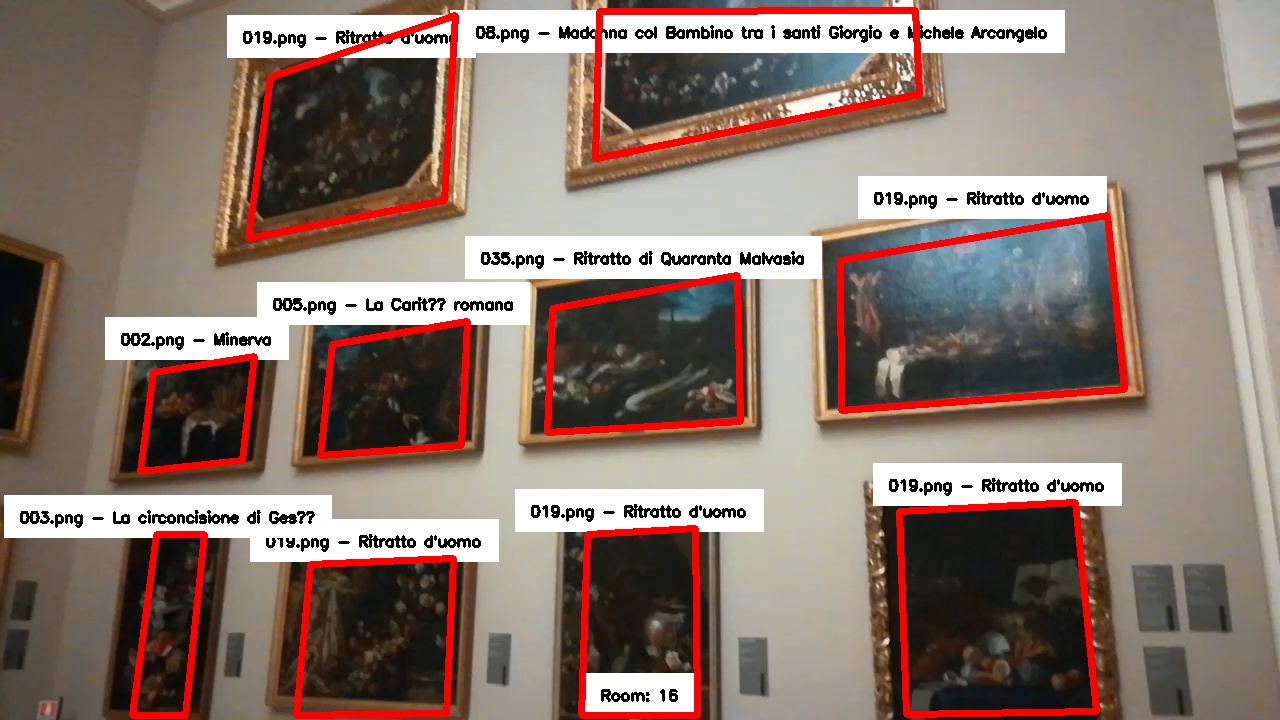 019.png - Ritratto d'uomo
08.png - Madonna col Bambino tra i santi Giorgio e Michele Arcangelo
019.png - Ritratto d'uomo
035.png - Ritratto di Quaranta Malvasia
005.png - La Carit?? romana
002.png - Minerva
019.png - Ritratto d'uomo
003.png - La circoncisione di Ges??
019.png - Ritratto d'uomo
019.png - Ritratto d'uomo
Room: 16